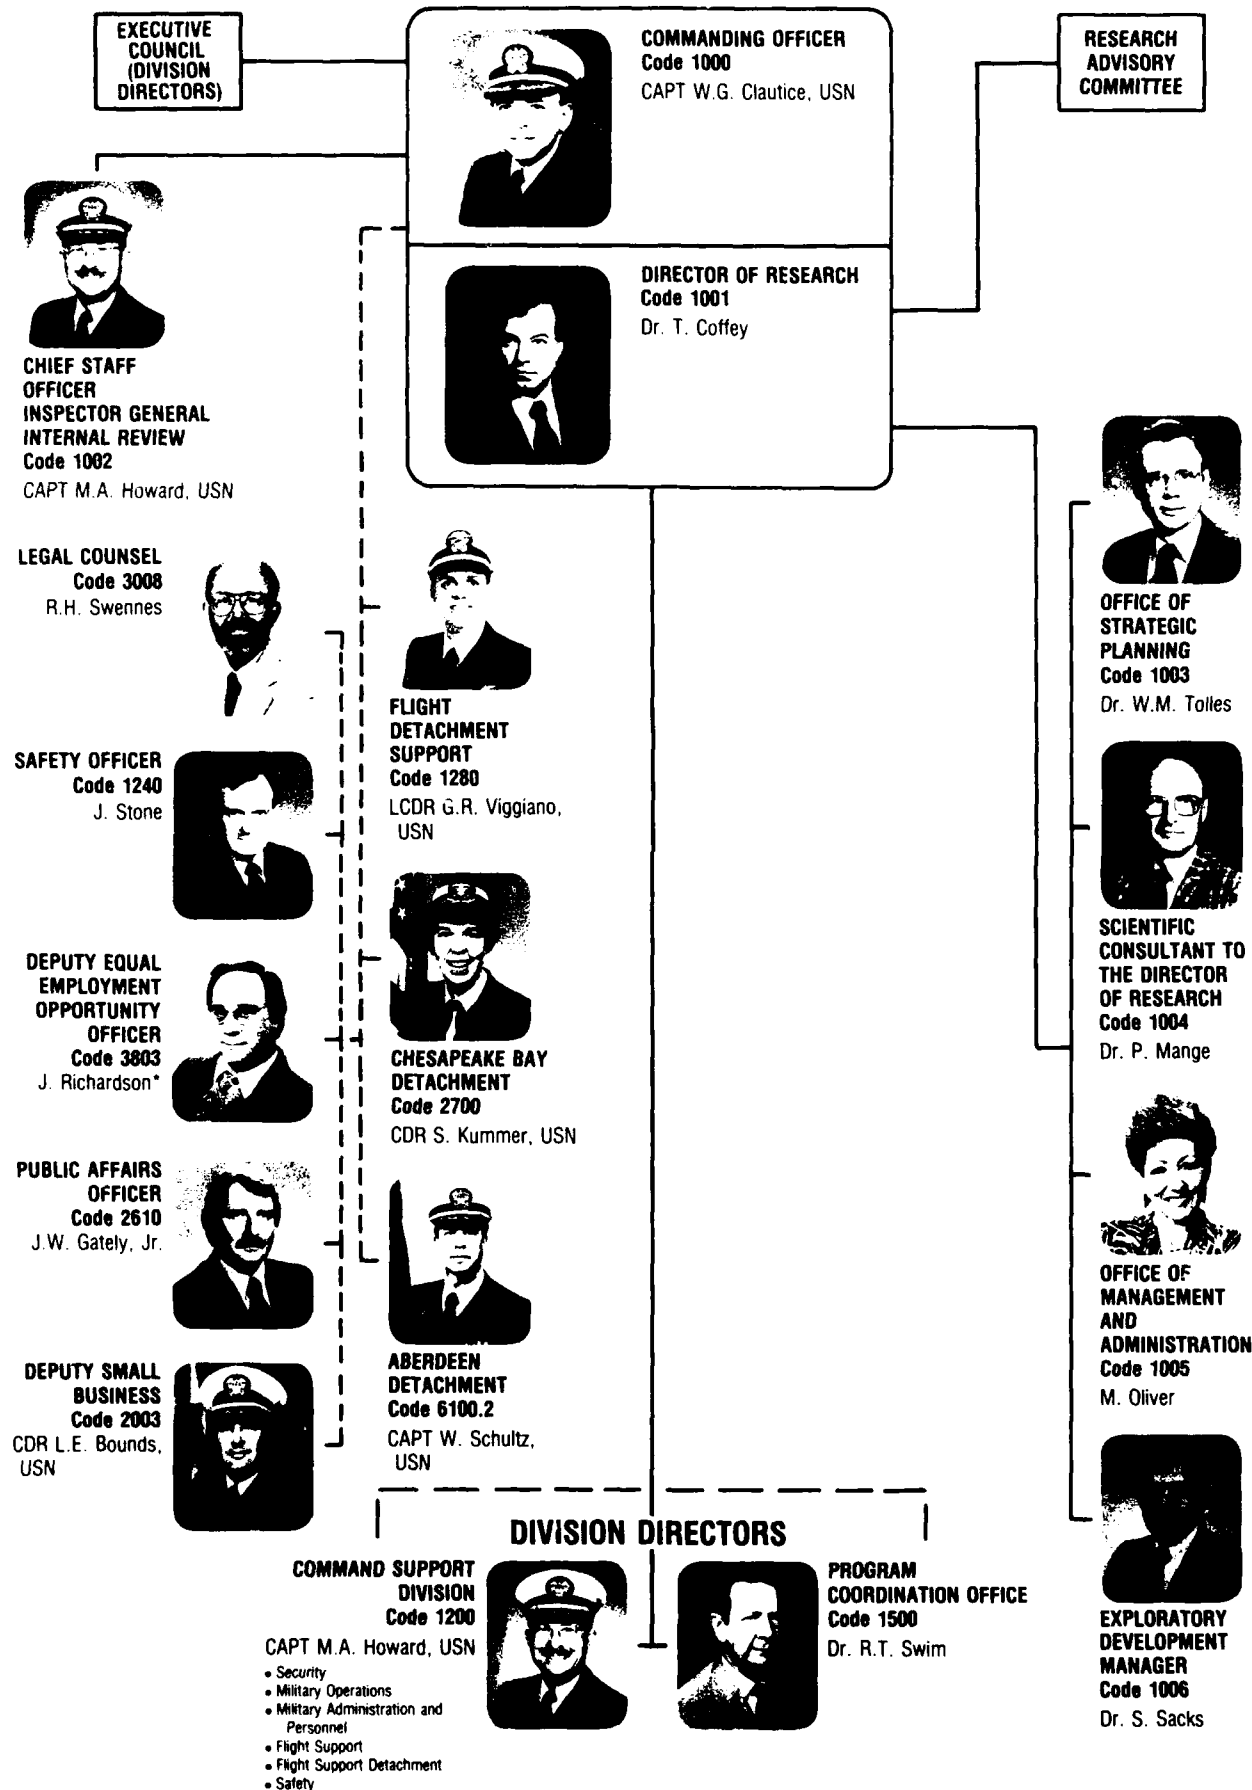 EXECUTIVE
COUNCIL
(DIVISION
DIRECTORS)
COMMANDING OFFICER
Code 1000
CAPT W.G. Clautice, USN
RESEARCH
ADVISORY
COMMITTEE
DIRECTOR OF RESEARCH
Code 1001
Dr. T. Coffey
CHIEF STAFF
OFFICER
INSPECTOR GENERAL
INTERNAL REVIEW
Code 1002
CAPT M.A. Howard, USN
LEGAL COUNSEL
Code 3008
R.H. Swennes
SAFETY OFFICER
Code 1240
J. Stone
DEPUTY EQUAL
EMPLOYMENT
OPPORTUNITY
OFFICER
Code 3803
J. Richardson*
PUBLIC AFFAIRS
OFFICER
Code 2610
J.W. Gately, Jr.
DEPUTY SMALL
BUSINESS
Code 2003
CDR L.E. Bounds,
USN
FLIGHT
DETACHMENT
SUPPORT
Code 1280
LCDR G.R. Viggiano,
USN
CHESAPEAKE BAY
DETACHMENT
Code 2700
CDR S. Kummer, USN
ABERDEEN
DETACHMENT
Code 6100.2
CAPT W. Schultz,
USN
OFFICE OF
STRATEGIC
PLANNING
Code 1003
Dr. W.M. Tolles
SCIENTIFIC
CONSULTANT TO
THE DIRECTOR
OF RESEARCH
Code 1004
Dr. P. Mange
OFFICE OF
MANAGEMENT
AND
ADMINISTRATION
Code 1005
M. Oliver
EXPLORATORY
DEVELOPMENT
MANAGER
Code 1006
Dr. S. Sacks
DIVISION DIRECTORS
COMMAND SUPPORT
DIVISION
Code 1200
CAPT M.A. Howard, USN
• Security
• Military Operations
• Military Administration and
Personnel
• Flight Support
• Flight Support Detachment
• Safety
PROGRAM
COORDINATION OFFICE
Code 1500
Dr. R.T. Swim